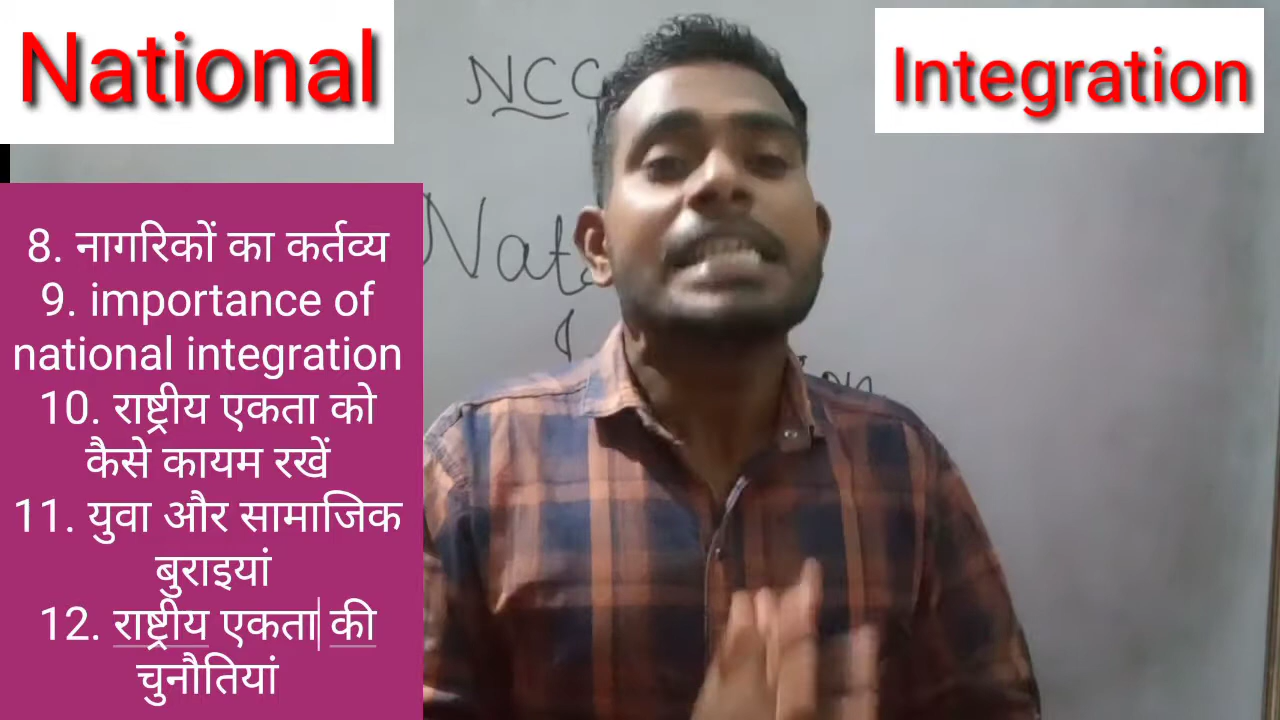 National
Integration
NCC
8. नागरिकों का कर्तव्य
9. importance of
national integration
10. राष्ट्रीय एकता को
कैसे कायम रखें
11. युवा और सामाजिक
बुराइयां
12. राष्ट्रीय एकता की
चुनौतियां